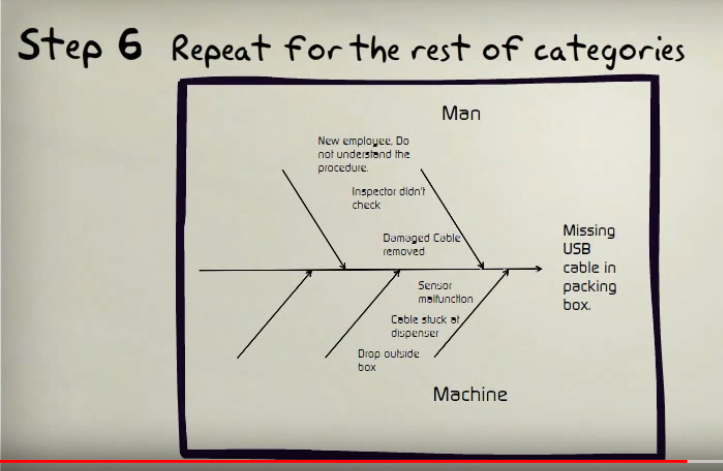 Step 6 Repeat for the rest of categories
Man
New employee. Do
not understand the
procedure.
Inspector didn't
check
Damaged Cable
removed
Missing
USB
cable in
packing
box.
Sensor
malfunction
Cable stuck at
dispenser
Drop outside
box
Machine